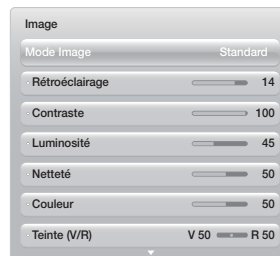 Image
Mode Image Standard
· Rétroéclairage 14
· Contraste 100
· Luminosité 45
· Netteté 50
· Couleur 50
· Teinte (V/R) V 50 R 50